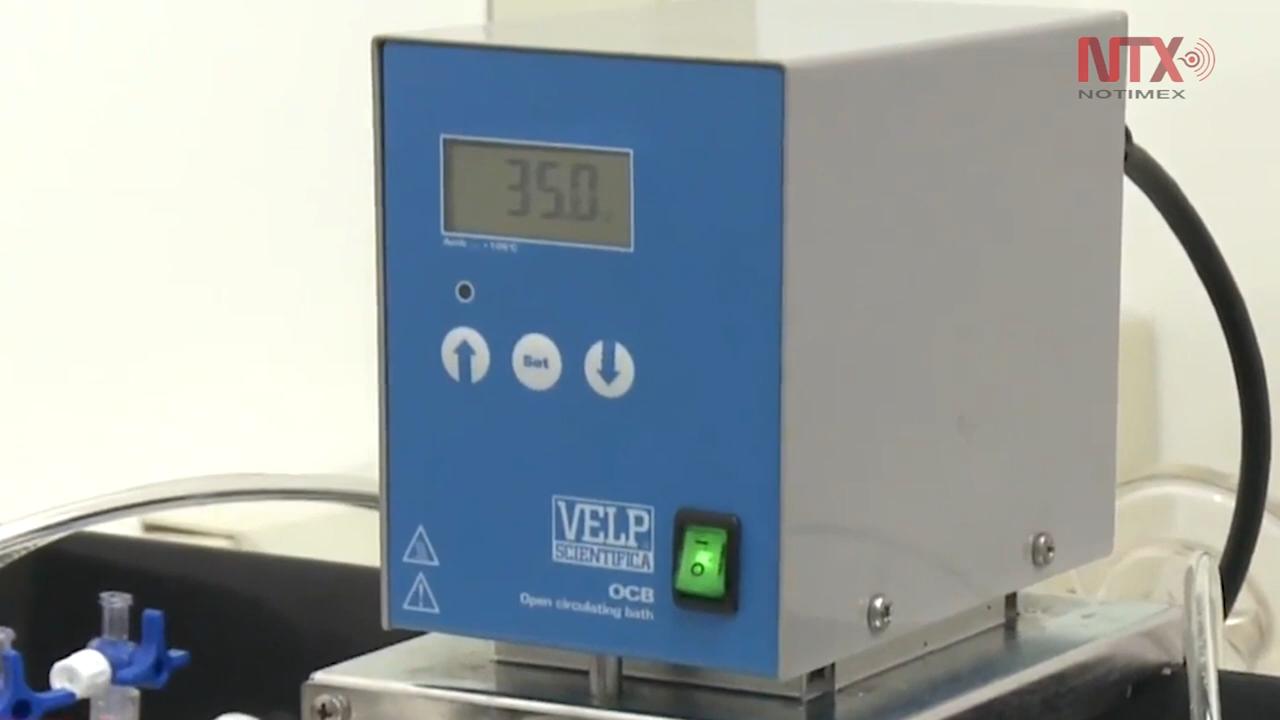 NTX
NOTIMEX
35.0
Set
VELP
SCIENTIFICA
OCB
Open circulating bath